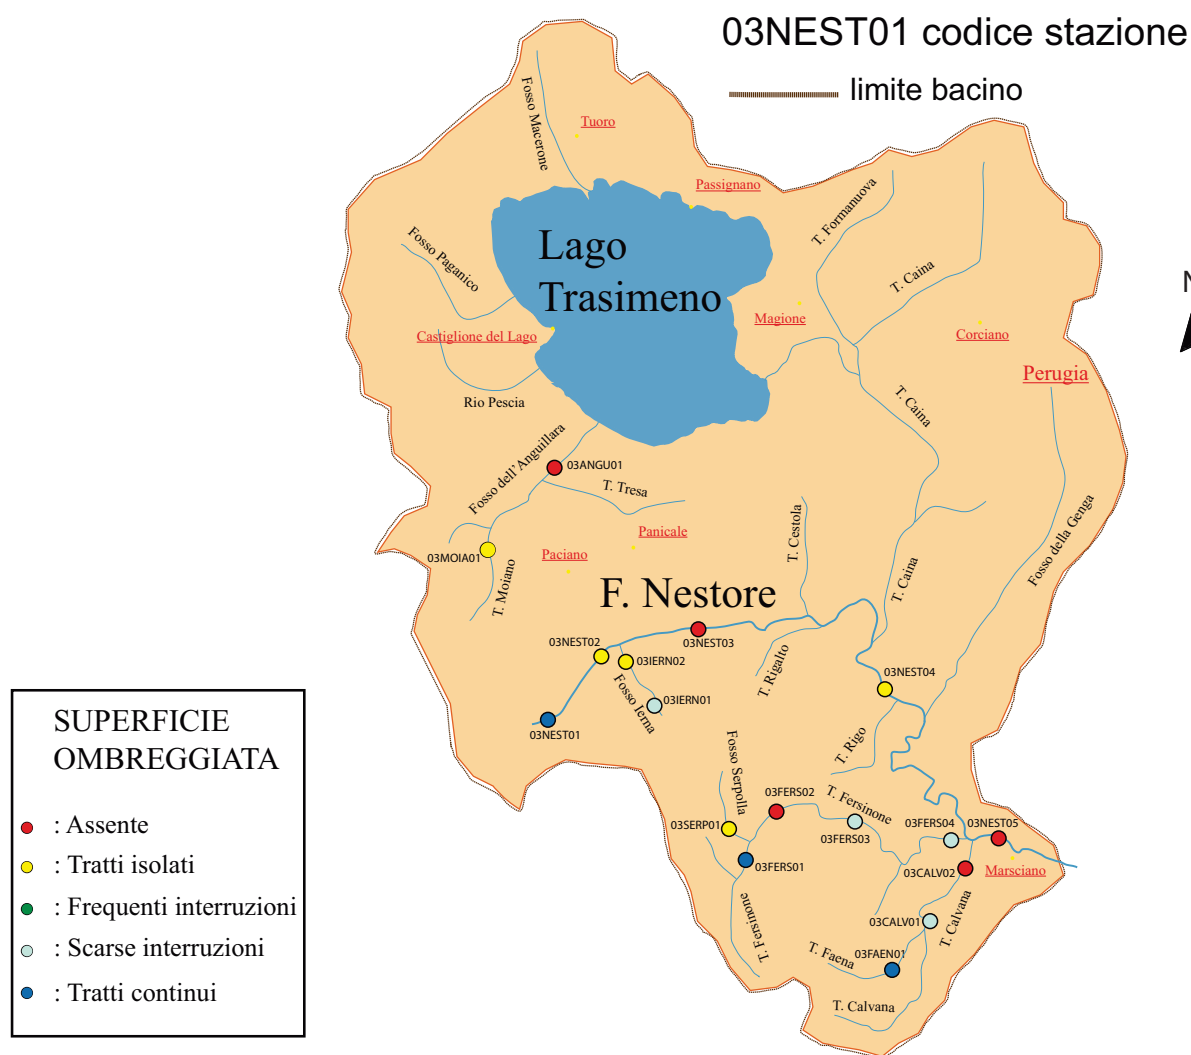 03NEST01 codice stazione
limite bacino
Fosso Macerone
Tuoro
Passignano
T. Formanuova
Fosso Paganico
Lago
Trasimeno
T. Caina
N
Castiglione del Lago
Magione
Corciano
Perugia
Rio Pescia
T. Caina
Fosso dell'Anguillara
03ANGU01
T. Tresa
Fosso della Genga
T. Cestola
Panicale
03MOIA01
Paciano
T. Moiano
T. Caina
F. Nestore
03NEST02
03NEST03
03IERN02
T. Rigalto
03NEST04
Fosso Ierna
03IERN01
03NEST01
T. Rigo
Fosso Serpolla
SUPERFICIE
OMBREGGIATA
: Assente
: Tratti isolati
: Frequenti interruzioni
: Scarse interruzioni
: Tratti continui
03FERS02
T. Fersinone
03SERP01
03FERS03
03FERS04
03NEST05
03FERS01
03CALV02
Marsciano
T. Fersinone
03CALV01
T. Calvana
03FAEN01
T. Faena
T. Calvana